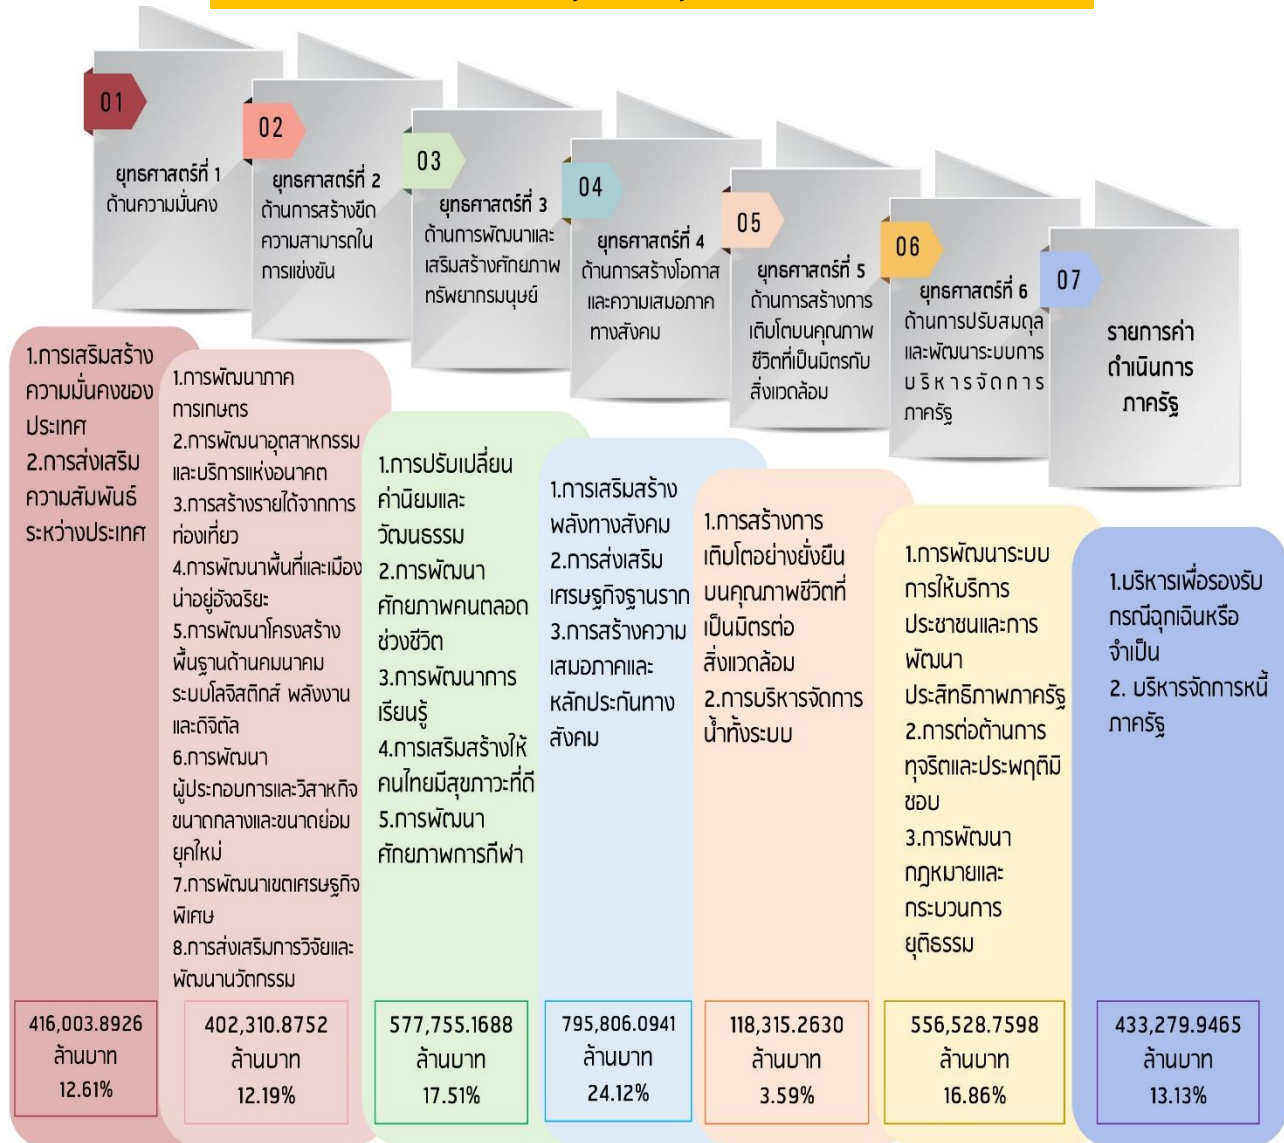 01
ยุทธศาสตร์ที่ 1
ด้านความมั่นคง
02
ยุทธศาสตร์ที่ 2
ด้านการสร้างขีด
ความสามารถใน
การแข่งขัน
03
ยุทธศาสตร์ที่ 3
ด้านการพัฒนาและ
เสริมสร้างศักยภาพ
ทรัพยากรมนุษย์
04
ยุทธศาสตร์ที่ 4
ด้านการสร้างโอกาส
และความเสมอภาค
ทางสังคม
05
ยุทธศาสตร์ที่ 5
ด้านการสร้างการ
เติบโตบนคุณภาพ
ชีวิตที่เป็นมิตรกับ
สิ่งแวดล้อม
06
ยุทธศาสตร์ที่ 6
ด้านการปรับสมดุล
และพัฒนาระบบการ
บริหารจัดการ
ภาครัฐ
07
รายการค่า
ดำเนินการ
ภาครัฐ
1.การเสริมสร้าง
ความมั่นคงของ
ประเทศ
2.การส่งเสริม
ความสัมพันธ์
ระหว่างประเทศ
416,003.8926
ล้านบาท
12.61%
1.การพัฒนาภาค
การเกษตร
2.การพัฒนาอุตสาหกรรม
และบริการแห่งอนาคต
3.การสร้างรายได้จากการ
ท่องเที่ยว
4.การพัฒนาพื้นที่และเมือง
น่าอยู่อัจฉริยะ
5.การพัฒนาโครงสร้าง
พื้นฐานด้านคมนาคม
ระบบโลจิสติกส์ พลังงาน
และดิจิตัล
6.การพัฒนา
ผู้ประกอบการและวิสาหกิจ
ขนาดกลางและขนาดย่อม
ยุคใหม่
7.การพัฒนาเขตเศรษฐกิจ
พิเศษ
8.การส่งเสริมการวิจัยและ
พัฒนานวัตกรรม
402,310.8752
ล้านบาท
12.19%
1.การปรับเปลี่ยน
ค่านิยมและ
วัฒนธรรม
2.การพัฒนา
ศักยภาพคนตลอด
ช่วงชีวิต
3.การพัฒนาการ
เรียนรู้
4.การเสริมสร้างให้
คนไทยมีสุขภาวะที่ดี
5.การพัฒนา
ศักยภาพการกีฬา
577,755.1688
ล้านบาท
17.51%
1.การเสริมสร้าง
พลังทางสังคม
2.การส่งเสริม
เศรษฐกิจฐานราก
3.การสร้างความ
เสมอภาคและ
หลักประกันทาง
สังคม
795,806.0941
ล้านบาท
24.12%
1.การสร้างการ
เติบโตอย่างยั่งยืน
บนคุณภาพชีวิตที่
เป็นมิตรต่อ
สิ่งแวดล้อม
2.การบริหารจัดการ
น้ำทั้งระบบ
118,315.2630
ล้านบาท
3.59%
1.การพัฒนาระบบ
การให้บริการ
ประชาชนและการ
พัฒนา
ประสิทธิภาพภาครัฐ
2.การต่อต้านการ
ทุจริตและประพฤติมิ
ชอบ
3.การพัฒนา
กฎหมายและ
กระบวนการ
ยุติธรรม
556,528.7598
ล้านบาท
16.86%
1.บริหารเพื่อรองรับ
กรณีฉุกเฉินหรือ
จำเป็น
2. บริหารจัดการหนี้
ภาครัฐ
433,279.9465
ล้านบาท
13.13%